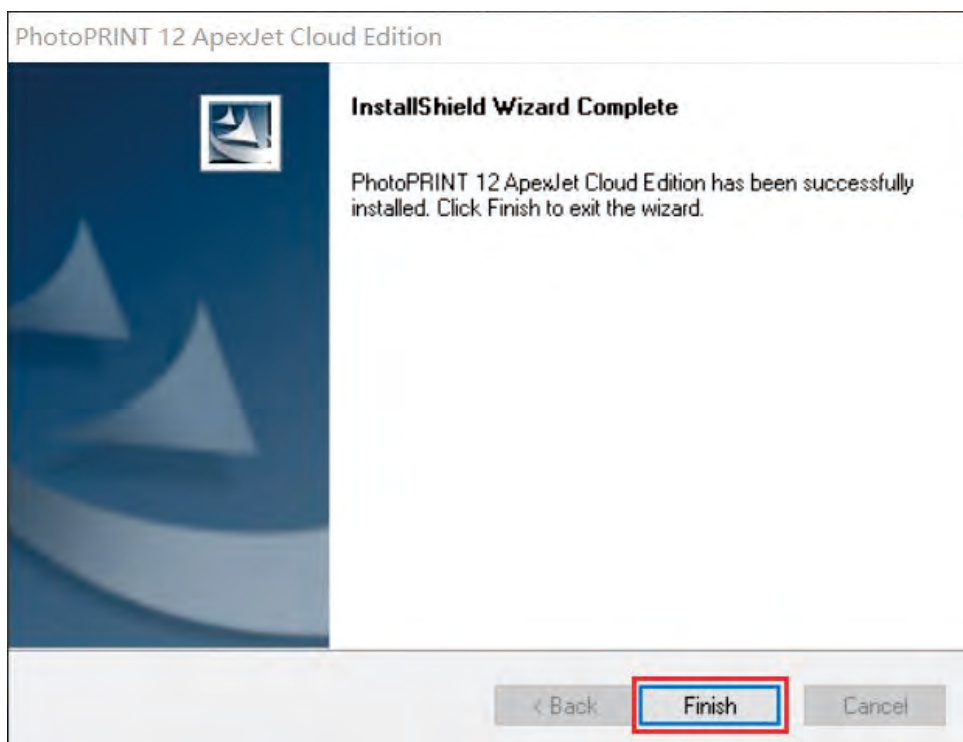 PhotoPRINT 12 ApexJet Cloud Edition
InstallShield Wizard Complete
PhotoPRINT 12 ApexJet Cloud Edition has been successfully
installed. Click Finish to exit the wizard.
< Back
Finish
Cancel